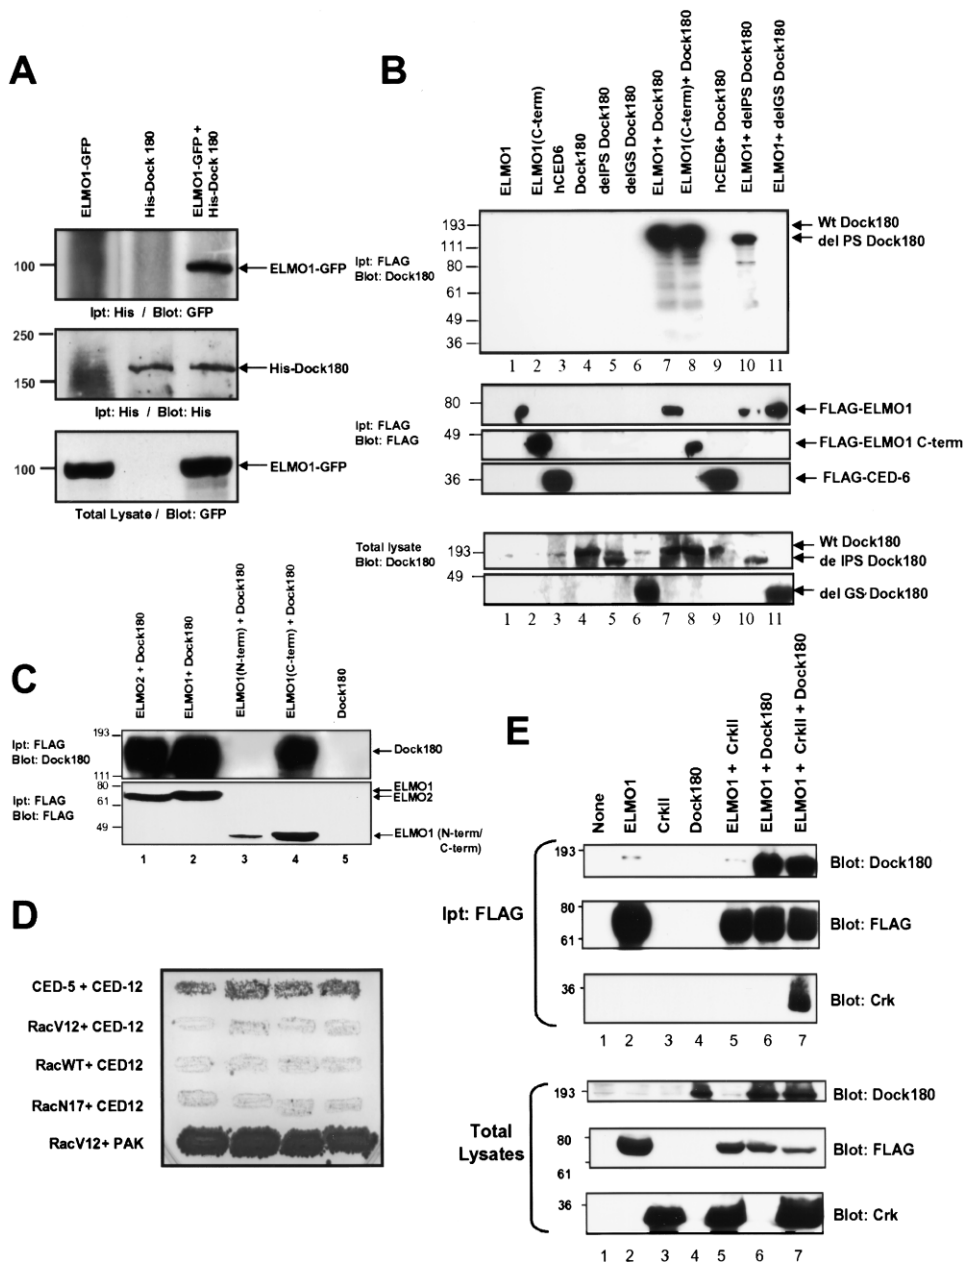 A
ELMO1-GFP
His-Dock 180
ELMO1-GFP +
His-Dock 180
100
ELMO1-GFP
Ipt: His / Blot: GFP
250
150
His-Dock180
Ipt: His / Blot: His
100
ELMO1-GFP
Total Lysate / Blot: GFP
B
ELMO1
ELMO1(C-term)
hCED6
Dock180
delPS Dock180
delGS Dock180
ELMO1+ Dock180
ELMO1(C-term)+ Dock180
hCED6+ Dock180
ELMO1+ delPS Dock180
ELMO1+ delGS Dock180
Ipt: FLAG
Blot: Dock180
193
111
80
61
49
36
Wt Dock180
del PS Dock180
1 2 3 4 5 6 7 8 9 10 11
Ipt: FLAG
Blot: FLAG
80
FLAG-ELMO1
49
FLAG-ELMO1 C-term
36
FLAG-CED-6
Total lysate
Blot: Dock180
193
Wt Dock180
de lPS Dock180
49
del GS Dock180
1 2 3 4 5 6 7 8 9 10 11
C
ELMO2 + Dock180
ELMO1+ Dock180
ELMO1(N-term) + Dock180
ELMO1(C-term) + Dock180
Dock180
Ipt: FLAG
Blot: Dock180
193
111
Dock180
Ipt: FLAG
Blot: FLAG
80
61
49
ELMO1
ELMO2
ELMO1 (N-term/
C-term)
1 2 3 4 5
D
CED-5 + CED-12
RacV12+ CED-12
RacWT+ CED12
RacN17+ CED12
RacV12+ PAK
E
None
ELMO1
CrkII
Dock180
ELMO1 + CrkII
ELMO1 + Dock180
ELMO1 + CrkII + Dock180
Ipt: FLAG
193
Blot: Dock180
80
61
Blot: FLAG
36
Blot: Crk
1 2 3 4 5 6 7
Total
Lysates
193
Blot: Dock180
80
61
Blot: FLAG
36
Blot: Crk
1 2 3 4 5 6 7